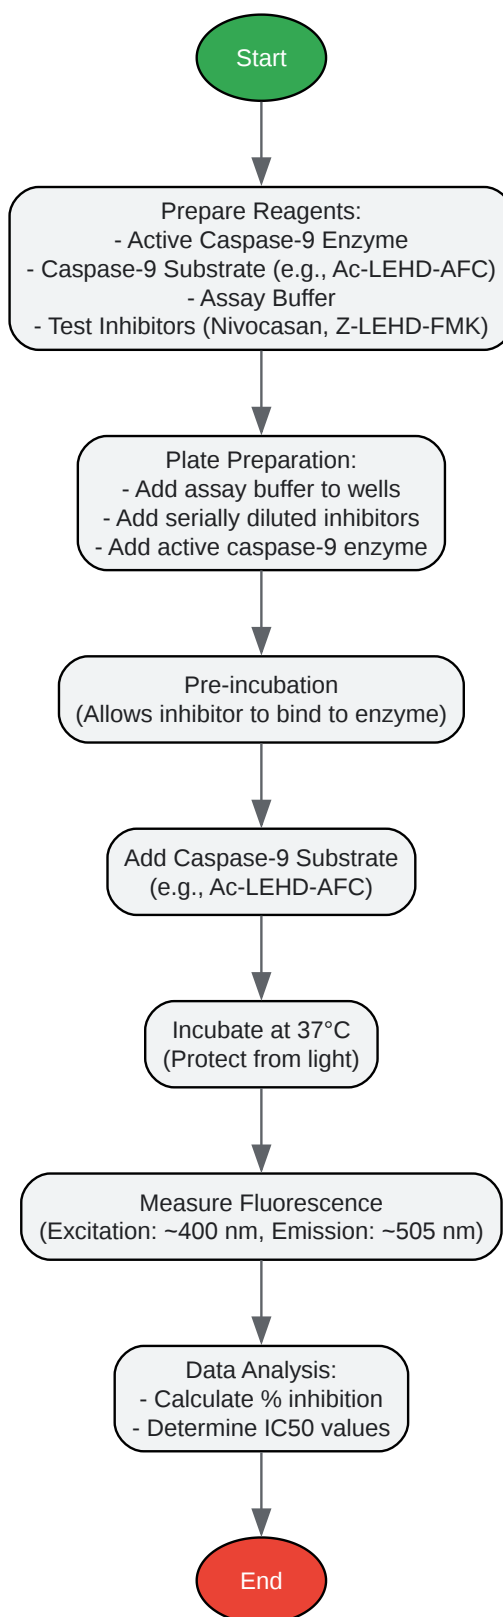 Start
Prepare Reagents:
- Active Caspase-9 Enzyme
- Caspase-9 Substrate (e.g., Ac-LEHD-AFC)
- Assay Buffer
- Test Inhibitors (Nivocasan, Z-LEHD-FMK)
Plate Preparation:
- Add assay buffer to wells
- Add serially diluted inhibitors
- Add active caspase-9 enzyme
Pre-incubation
(Allows inhibitor to bind to enzyme)
Add Caspase-9 Substrate
(e.g., Ac-LEHD-AFC)
Incubate at 37°C
(Protect from light)
Measure Fluorescence
(Excitation: ~400 nm, Emission: ~505 nm)
Data Analysis:
- Calculate % inhibition
- Determine IC50 values
End